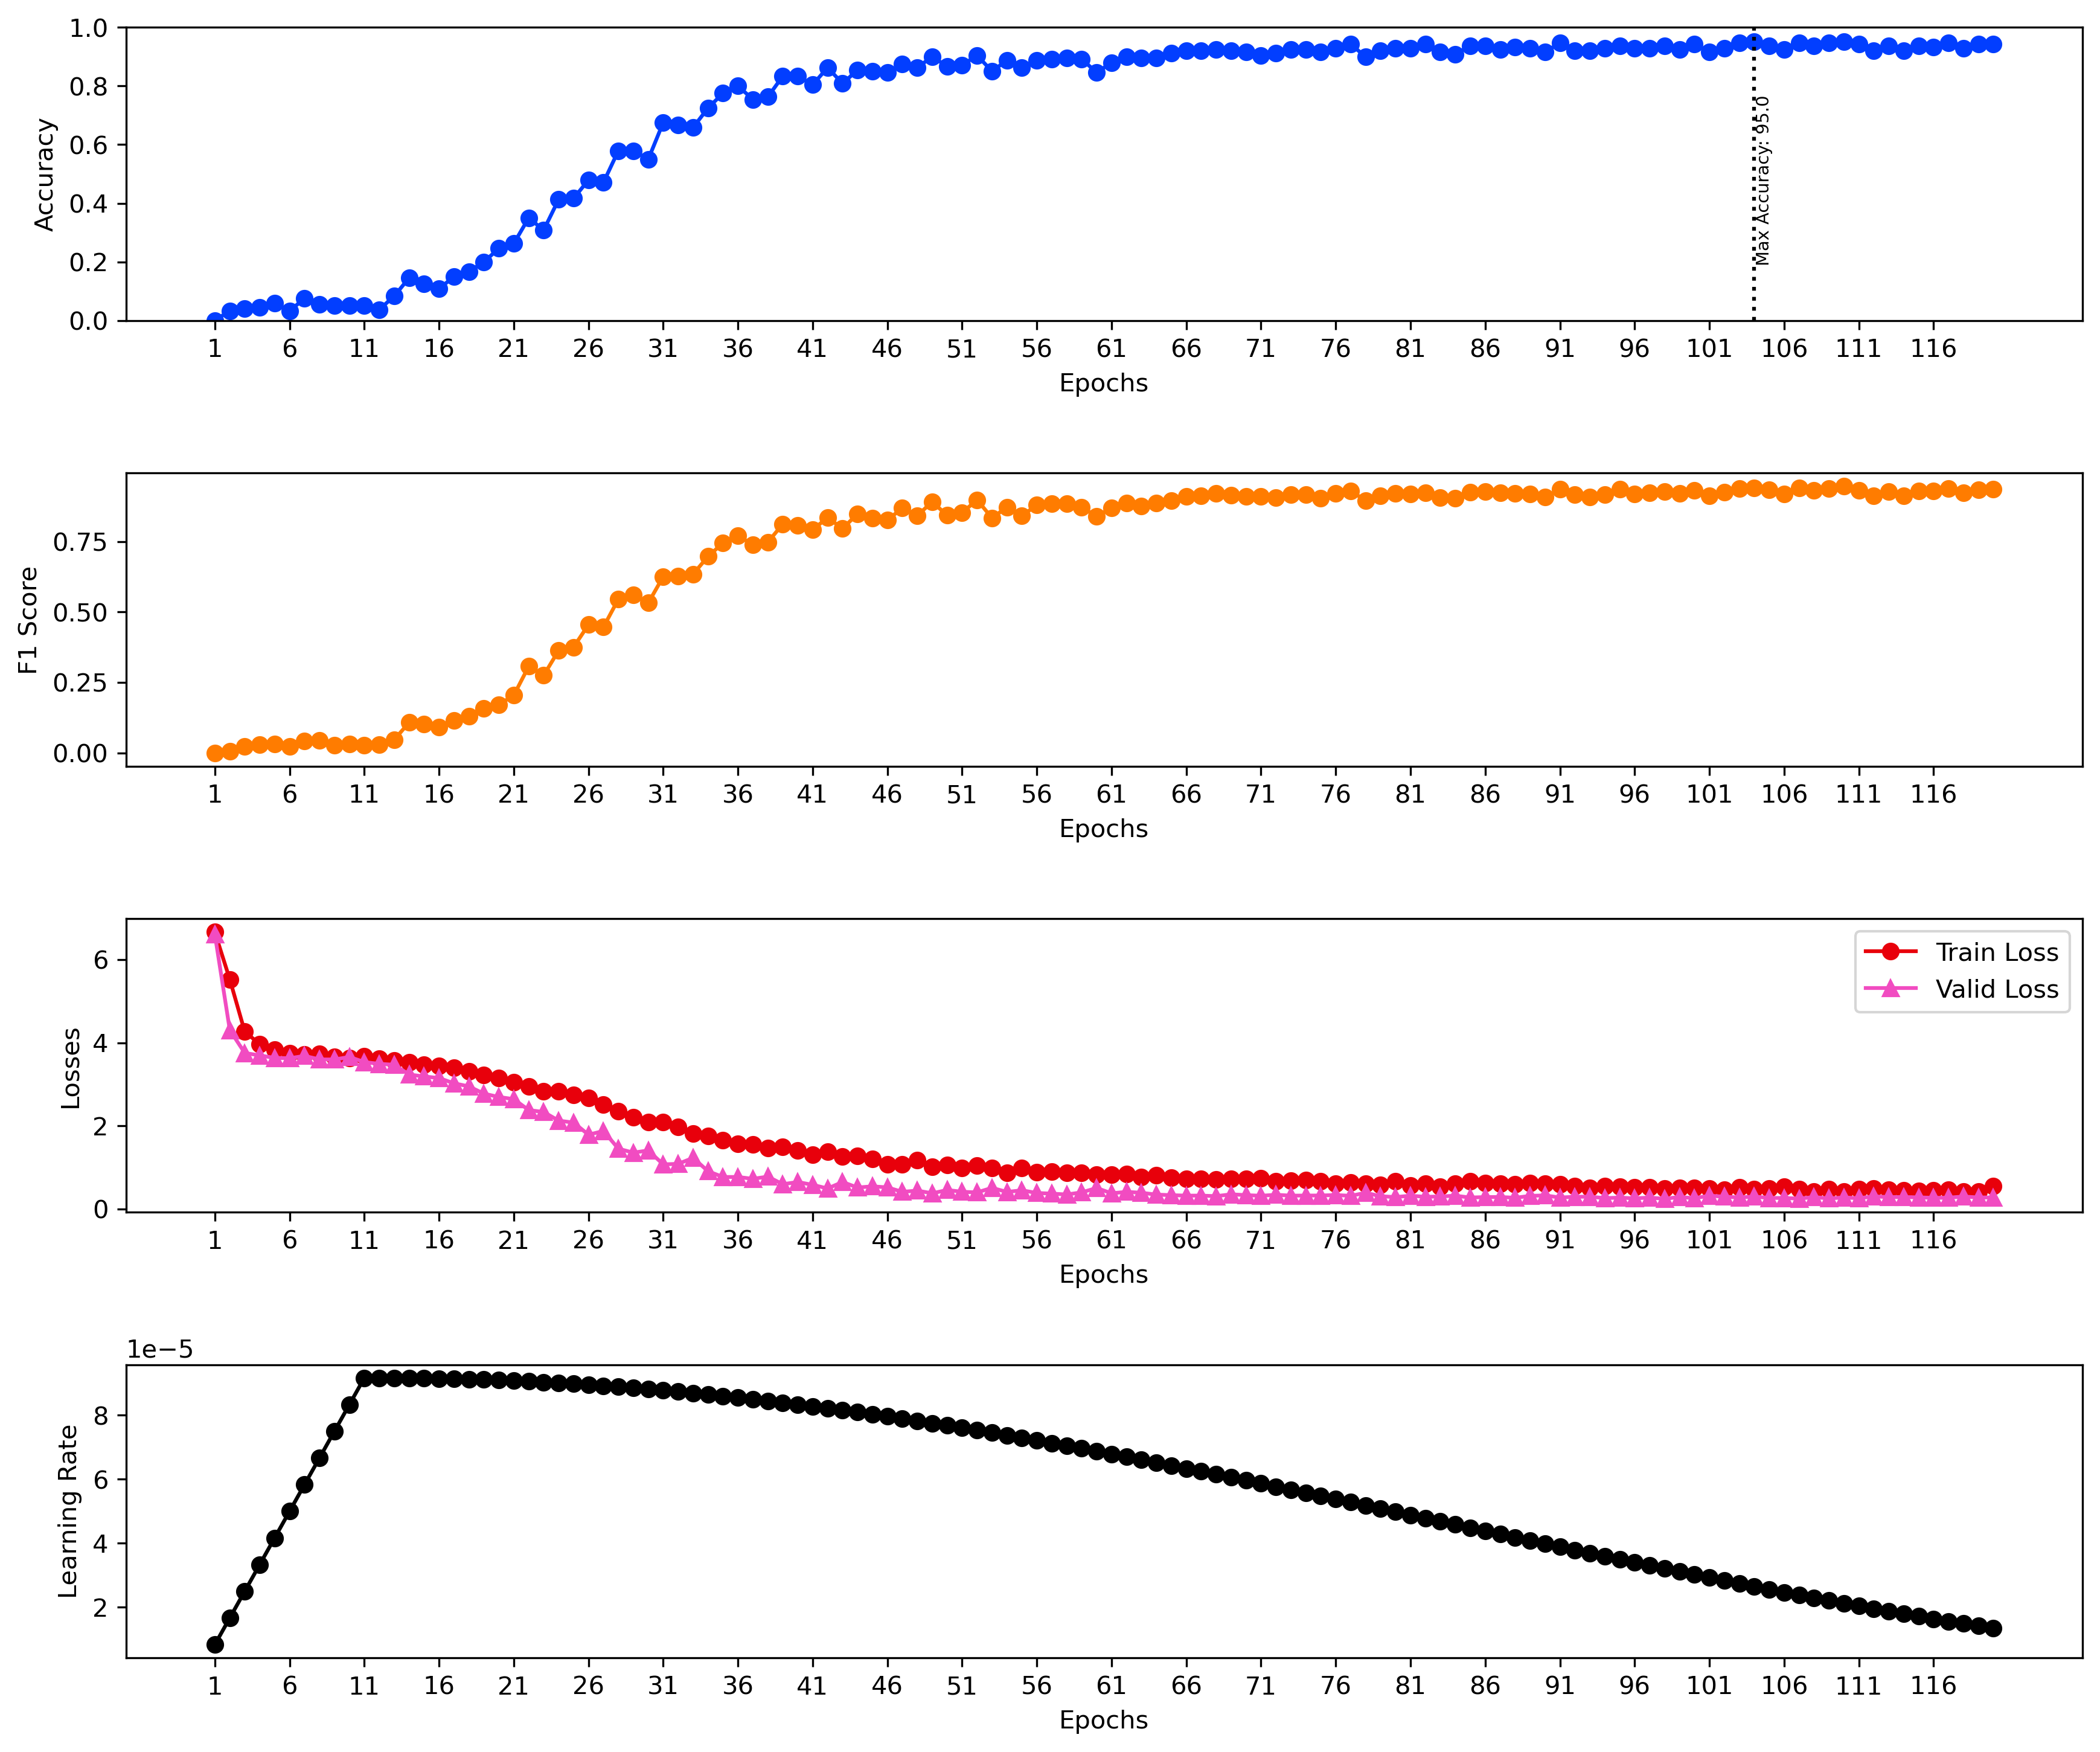 1.0
0.8
0.6
0.4
0.2
0.0
Accuracy
Max Accuracy: 95.0
1 6 11 16 21 26 31 36 41 46 51 56 61 66 71 76 81 86 91 96 101 106 111 116
Epochs
0.75
0.50
0.25
0.00
F1 Score
1 6 11 16 21 26 31 36 41 46 51 56 61 66 71 76 81 86 91 96 101 106 111 116
Epochs
6
4
2
0
Losses
Train Loss
Valid Loss
1 6 11 16 21 26 31 36 41 46 51 56 61 66 71 76 81 86 91 96 101 106 111 116
Epochs
1e−5
8
6
4
2
Learning Rate
1 6 11 16 21 26 31 36 41 46 51 56 61 66 71 76 81 86 91 96 101 106 111 116
Epochs